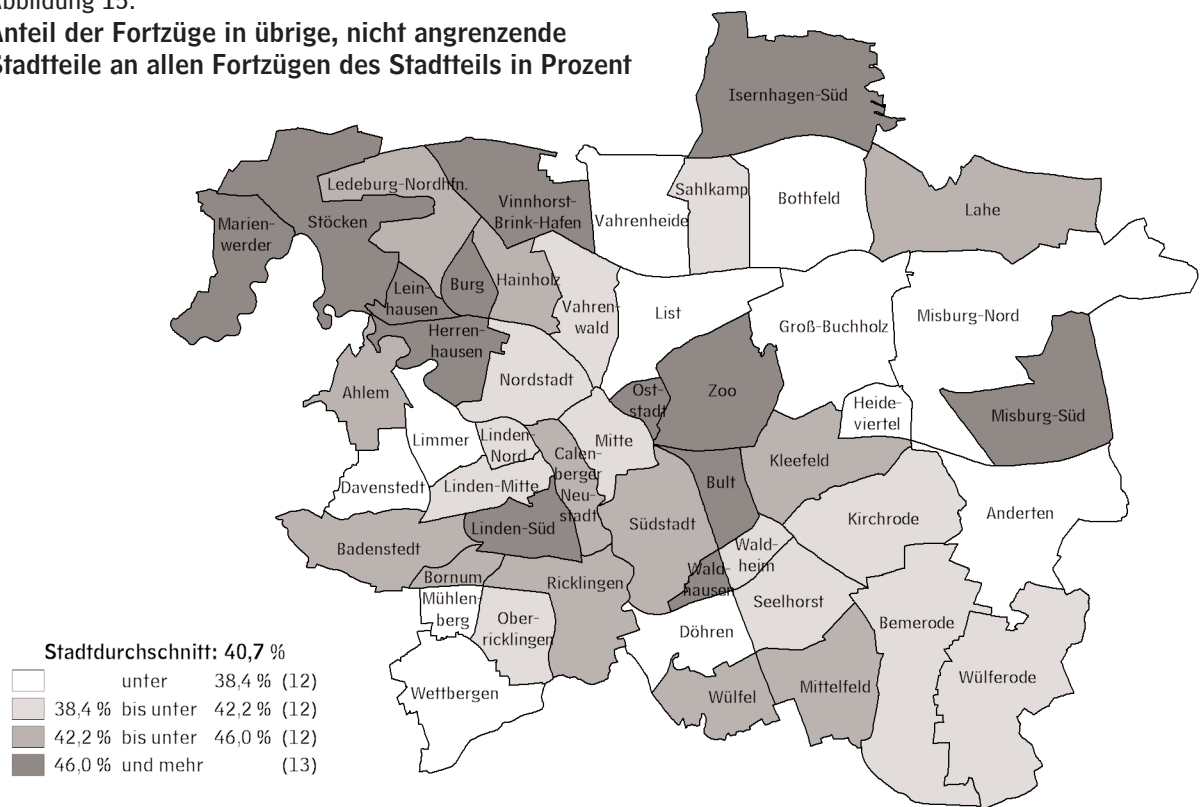 Abbildung 15:
Anteil der Fortzüge in übrige, nicht angrenzende
Stadtteile an allen Fortzügen des Stadtteils in Prozent
Isernhagen-Süd
Ledeburg-Nordhfn.
Sahlkamp
Vinnhorst-
Brink-Hafen
Bothfeld
Lahe
Marien-
werder
Stöcken
Vahrenheide
Hainholz
Burg
Lein-
hausen
Vahren-
wald
List
Groß-Buchholz
Misburg-Nord
Herren-
hausen
Nordstadt
Ahlem
Ost-
stadt
Zoo
Heide-
viertel
Misburg-Süd
Limmer
Linden-
Nord
Mitte
Calen-
berger
Neu-
stadt
Kleefeld
Davenstedt
Linden-Mitte
Bult
Linden-Süd
Südstadt
Kirchrode
Anderten
Badenstedt
Wald-
heim
Bornum
Ricklingen
Wald-
hausen
Mühlen-
berg
Seelhorst
Ober-
ricklingen
Döhren
Bemerode
Wettbergen
Wülfel
Mittelfeld
Wülferode
Stadtdurchschnitt: 40,7 %
unter 38,4 % (12)
38,4 % bis unter 42,2 % (12)
42,2 % bis unter 46,0 % (12)
46,0 % und mehr (13)